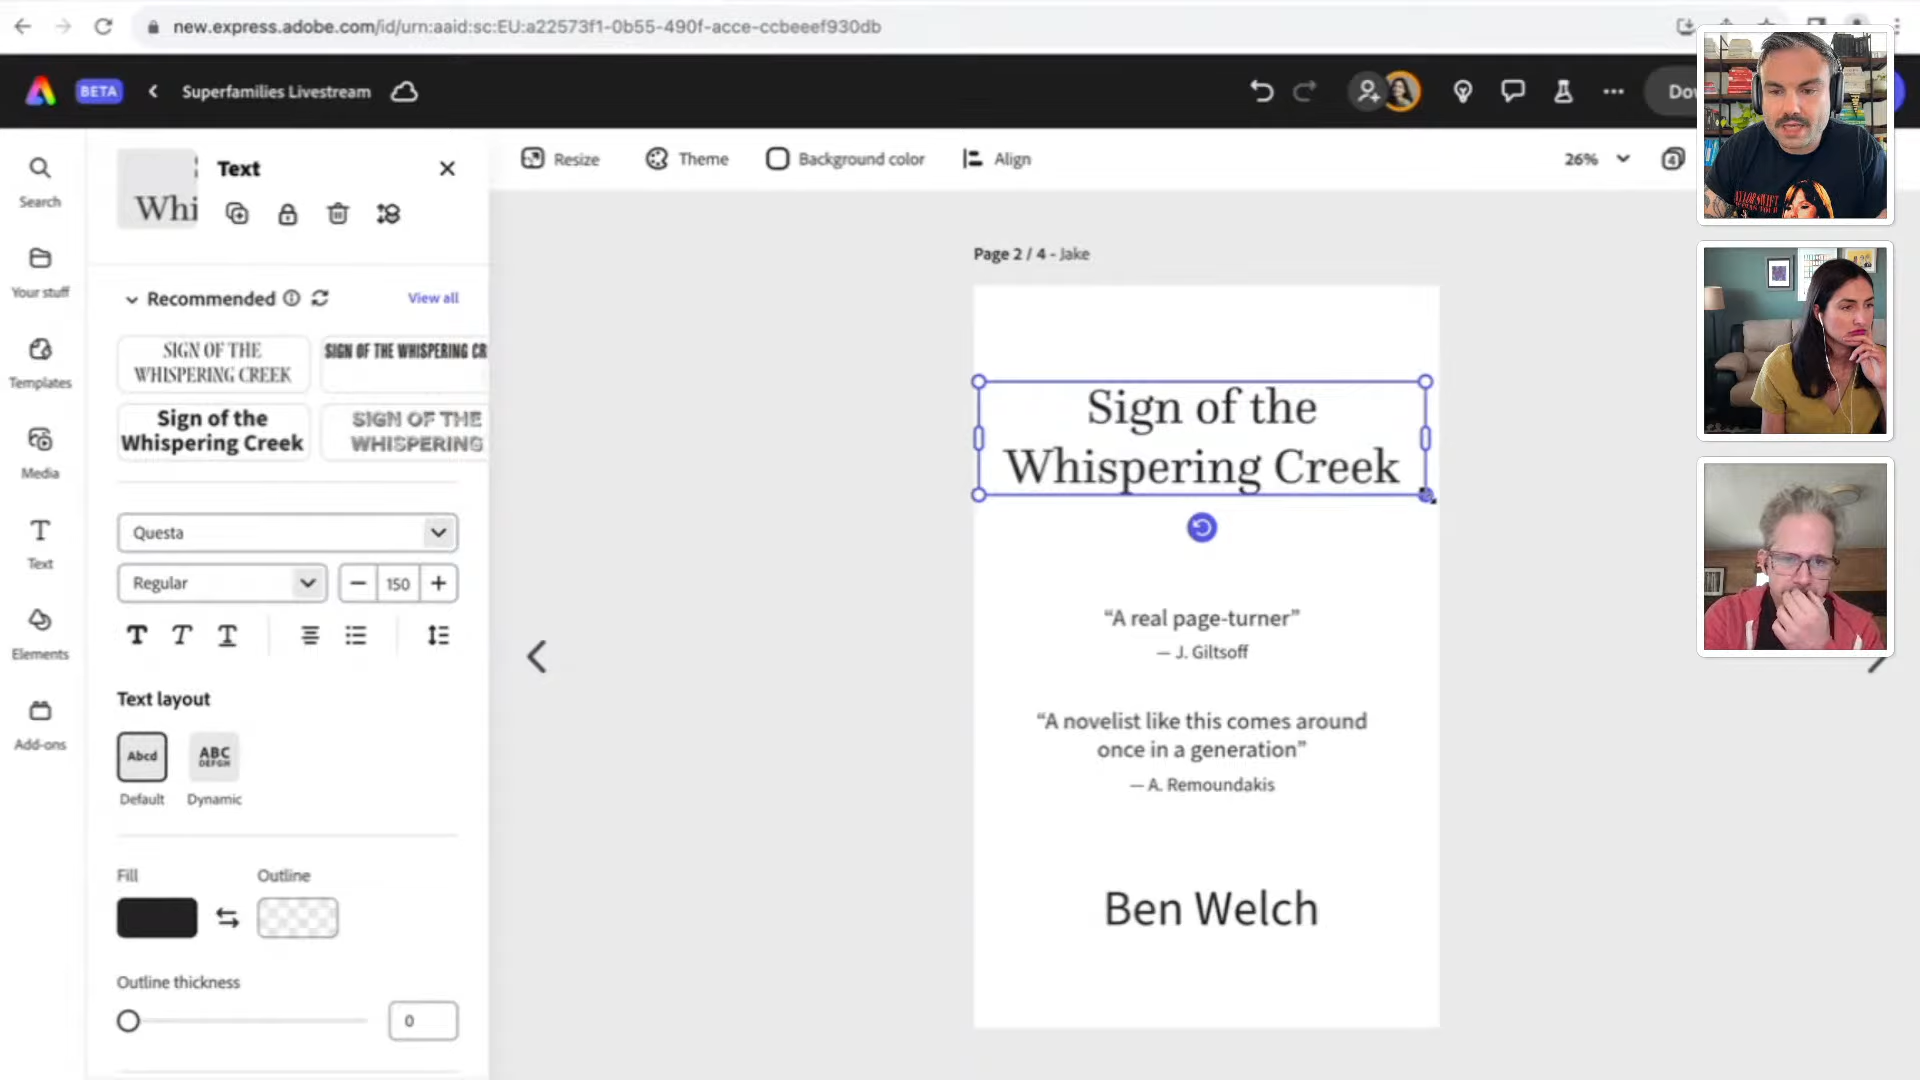 new.express.adobe.com/id/urn:aaid:sc:EU:a22573f1-0b55-490f-acce-ccbeeef930db
BETA
Superfamilies Livestream
Search
Your stuff
Templates
Media
Text
Elements
Add-ons
Whi
Text
Recommended
View all
SIGN OF THE
WHISPERING CREEK
SIGN OF THE WHISPERING CR
Sign of the
Whispering Creek
SIGN OF THE
WHISPERING
Questa
Regular
150
T T T
Text layout
Abcd
ABC
DEFGH
Default
Dynamic
Fill
Outline
Outline thickness
0
Resize
Theme
Background color
Align
26%
4
Page 2 / 4 - Jake
Sign of the
Whispering Creek
“A real page-turner”
— J. Giltsoff
“A novelist like this comes around
once in a generation”
— A. Remoundakis
Ben Welch